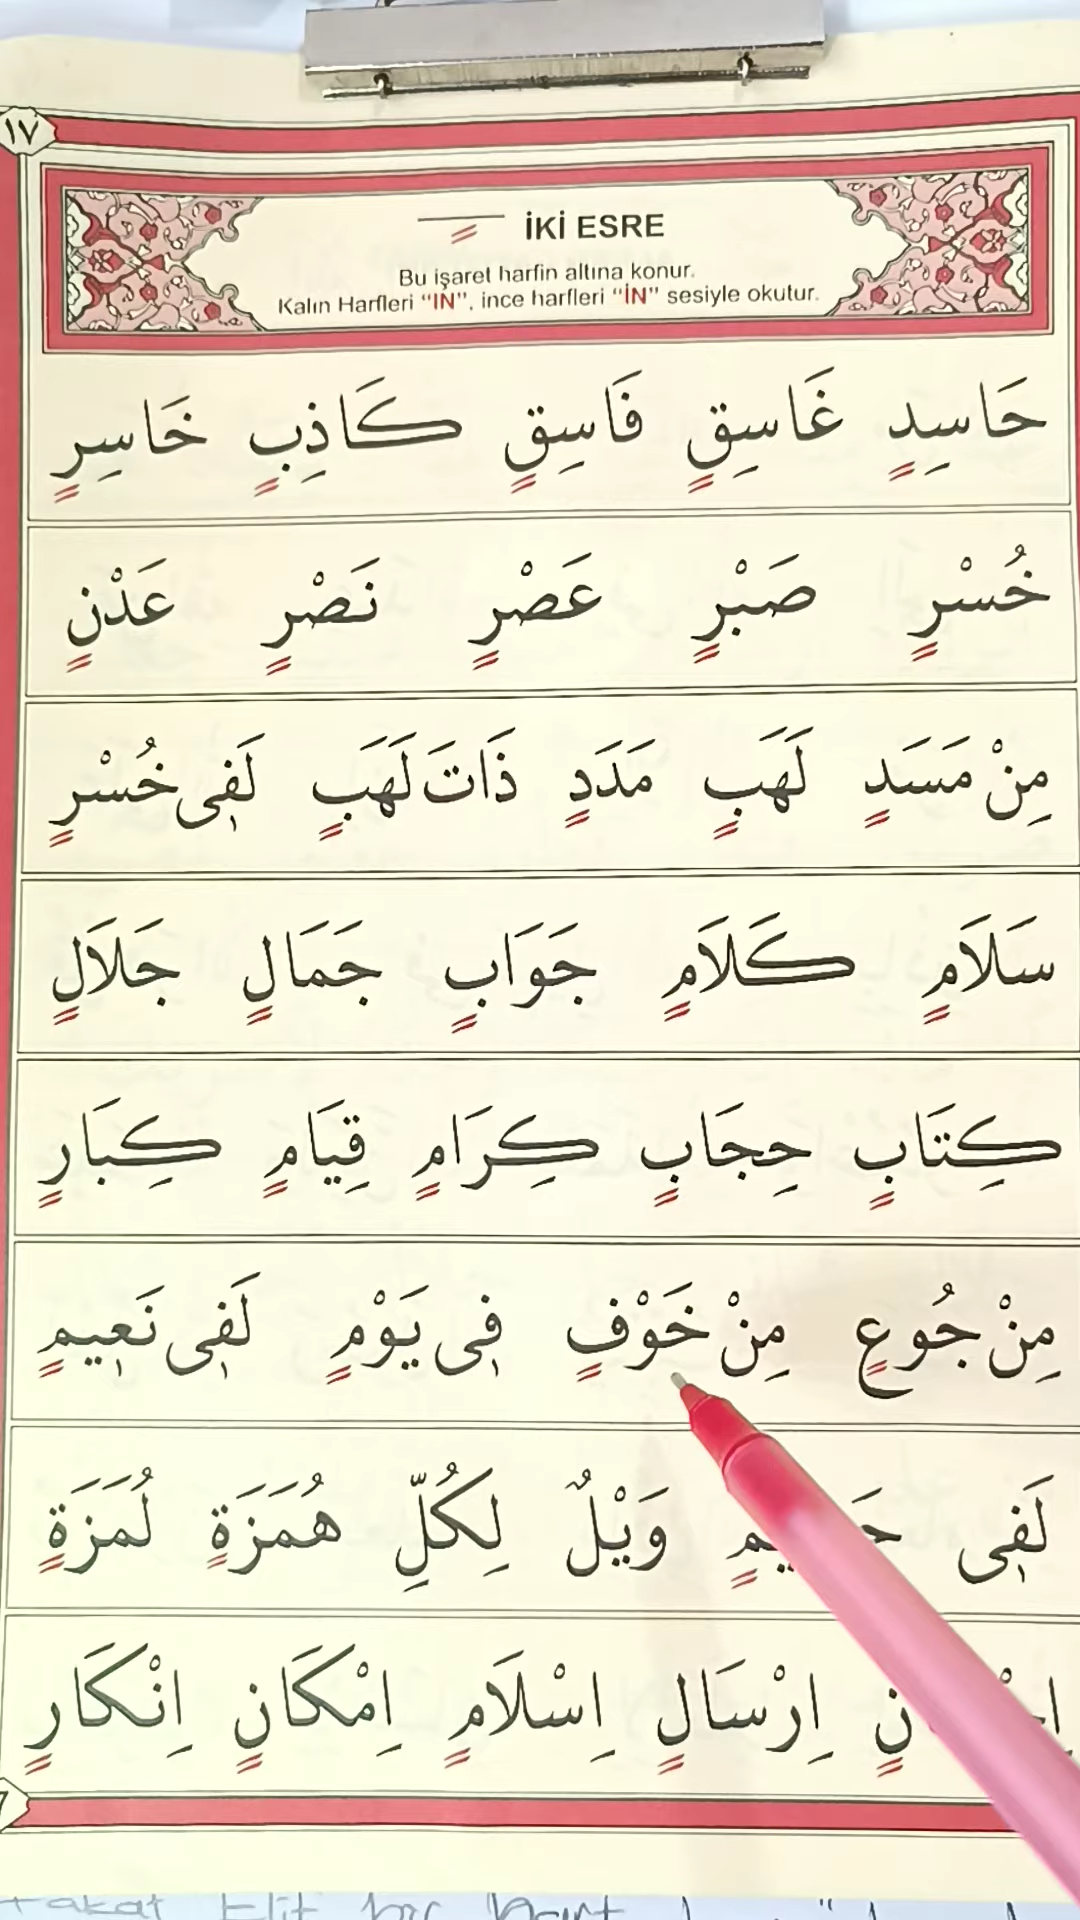 ١٧
İKİ ESRE
Bu işaret harfin altına konur.
Kalın Harfleri “IN”, ince harfleri “İN” sesiyle okutur.
حَاسِدٍ غَاسِقٍ فَاسِقٍ كَاذِبٍ خَاسِرٍ
خُسْرٍ صَبْرٍ عَصْرٍ نَصْرٍ عَدْنٍ
مِنْ مَسَدٍ لَهَبٍ مَدَدٍ ذَاتَ لَهَبٍ لَفِى خُسْرٍ
سَلَامٍ كَلَامٍ جَوَابٍ جَمَالٍ جَلَالٍ
كِتَابٍ حِجَابٍ كِرَامٍ قِيَامٍ كِبَارٍ
مِنْ جُوعٍ مِنْ خَوْفٍ فِى يَوْمٍ لَفِى نَعِيمٍ
لَفِى وَيْلٌ لِكُلِّ هُمَزَةٍ لُمَزَةٍ
اِرْسَالٍ اِسْلَامٍ اِمْكَانٍ اِنْكَارٍ